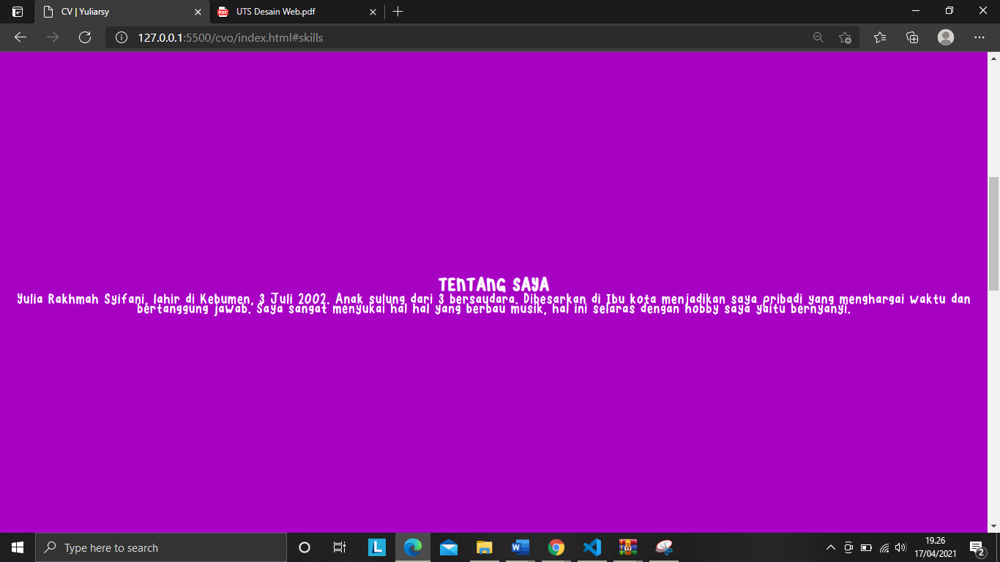 CV | Yuliarsy
UTS Desain Web.pdf
127.0.0.1:5500/cvo/index.html#skills
TENTANG SAYA
Yulia Rakhmah Syifani, lahir di Kebumen, 3 Juli 2002. Anak sulung dari 3 bersaudara. Dibesarkan di Ibu kota menjadikan saya pribadi yang menghargai waktu dan
bertanggung jawab. Saya sangat menyukai hal hal yang berbau musik, hal ini selaras dengan hobby saya yaitu bernyanyi.
Type here to search
19.26
17/04/2021
2